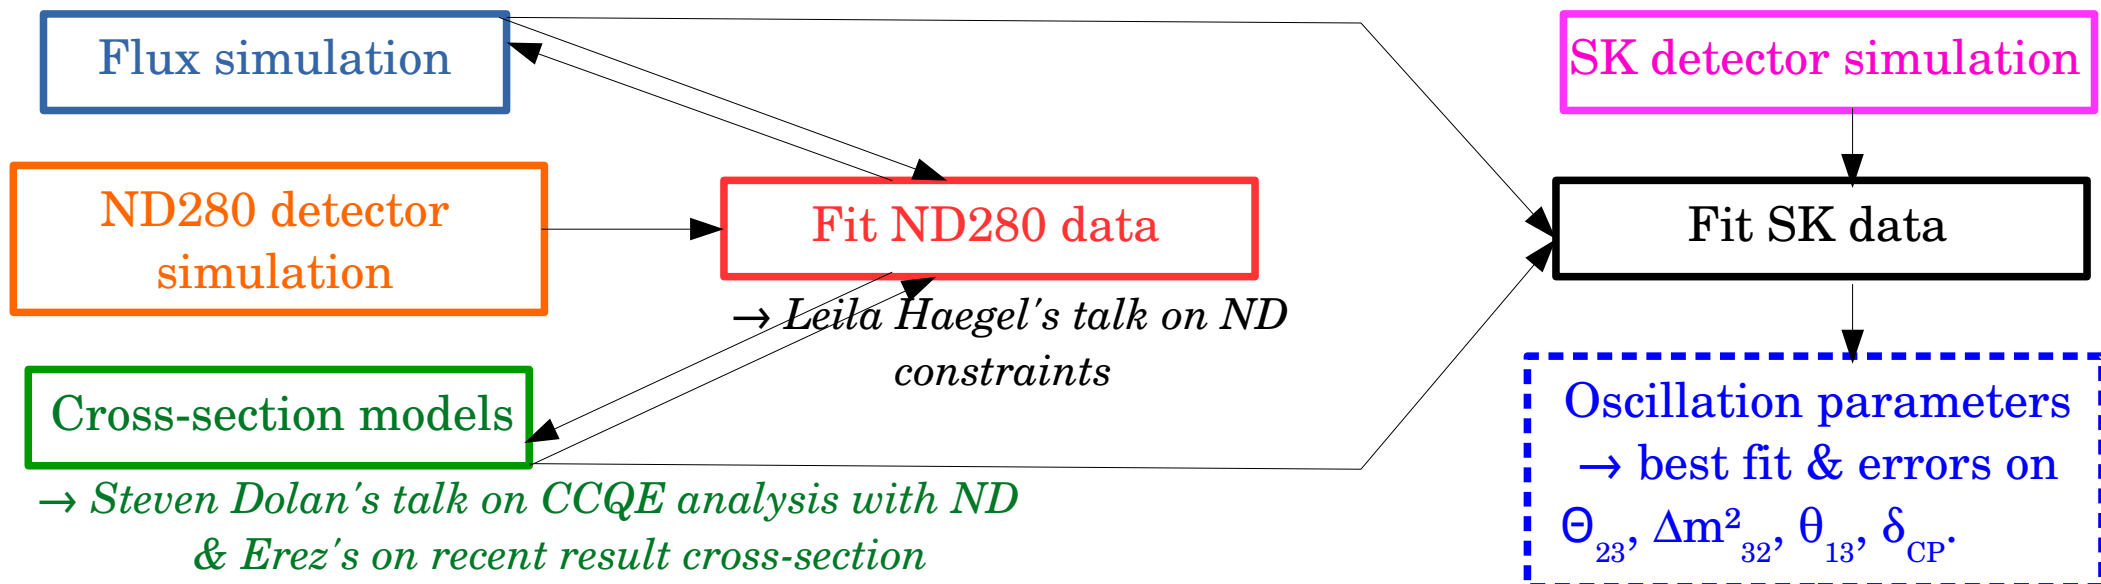 Flux simulation
SK detector simulation
ND280 detector
simulation
Fit ND280 data
Fit SK data
→ Leila Haegel's talk on ND
constraints
Cross-section models
→ Steven Dolan's talk on CCQE analysis with ND
& Erez's on recent result cross-section
Oscillation parameters
→ best fit & errors on
Θ₂₃, Δm²₃₂, θ₁₃, δ_CP.